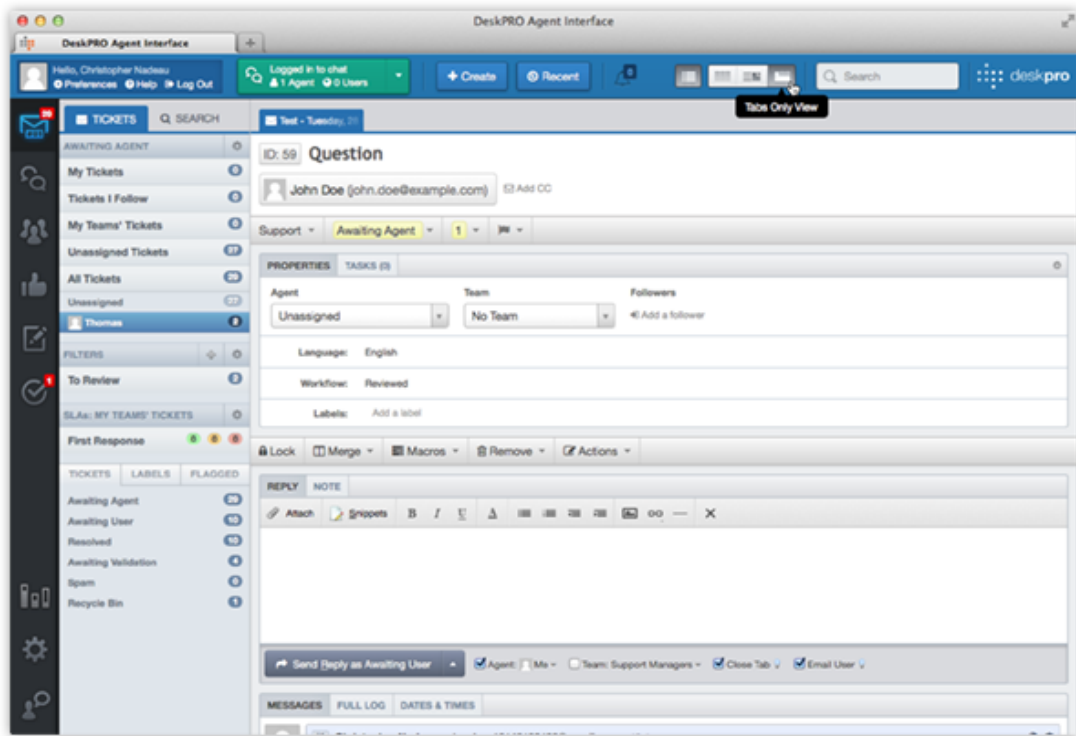 DeskPRO Agent Interface
DeskPRO Agent Interface
Hello, Christopher Nadeau
Preferences Help Log Out
Logged in to chat
1 Agent 0 Users
+ Create
Recent
Search
deskpro
Tabs Only View
TICKETS
SEARCH
Test - Tuesday,
AWAITING AGENT
My Tickets
Tickets I Follow
My Teams' Tickets
Unassigned Tickets
All Tickets
Unassigned
Thomas
FILTERS
To Review
SLAs: MY TEAMS' TICKETS
First Response
TICKETS LABELS FLAGGED
Awaiting Agent
Awaiting User
Resolved
Awaiting Validation
Spam
Recycle Bin
ID: 59 Question
John Doe (john.doe@example.com) Add CC
Support Awaiting Agent 1
PROPERTIES TASKS (0)
Agent Team Followers
Unassigned No Team Add a follower
Language: English
Workflow: Reviewed
Labels: Add a label
Lock Merge Macros Remove Actions
REPLY NOTE
Attach Snippets B I U A
Send Reply as Awaiting User Agent: Me Team: Support Managers Close Tab Email User
MESSAGES FULL LOG DATES & TIMES